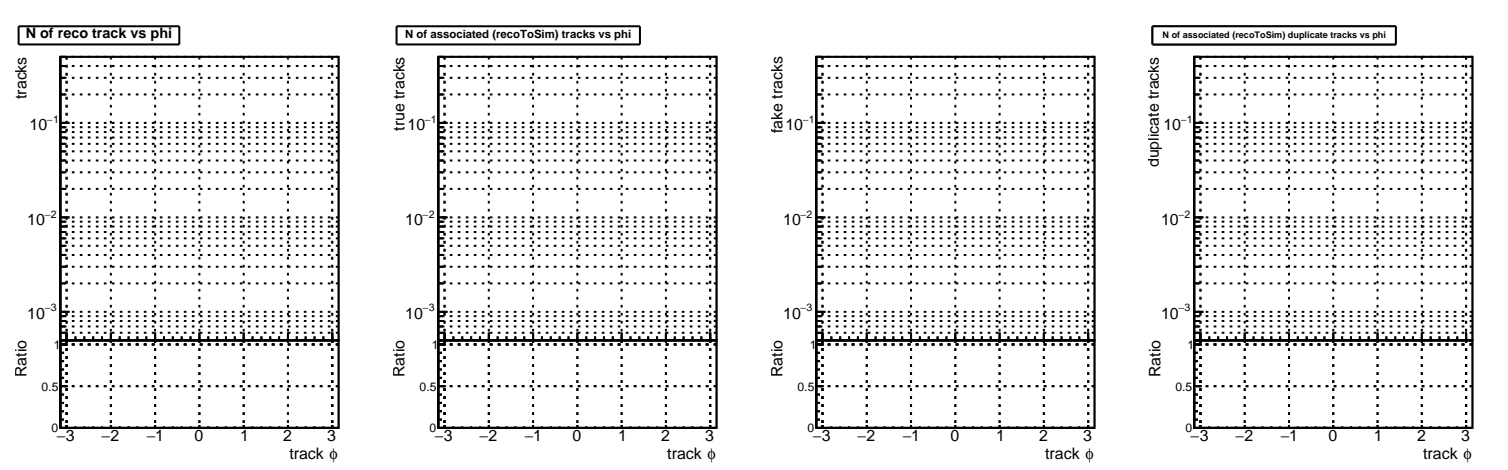 N of reco track vs phi
tracks
10−1
10−2
10−3
Ratio
1
0.5
0
−3 −2 −1 0 1 2 3
track ϕ
N of associated (recoToSim) tracks vs phi
true tracks
10−1
10−2
10−3
Ratio
1
0.5
0
−3 −2 −1 0 1 2 3
track ϕ
fake tracks
10−1
10−2
10−3
Ratio
1
0.5
0
−3 −2 −1 0 1 2 3
track ϕ
N of associated (recoToSim) duplicate tracks vs phi
duplicate tracks
10−1
10−2
10−3
Ratio
1
0.5
0
−3 −2 −1 0 1 2 3
track ϕ